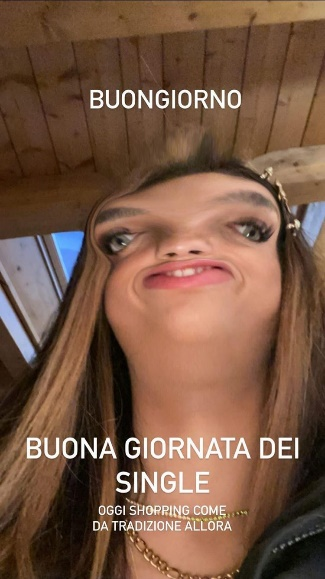 BUONGIORNO
BUONA GIORNATA DEI
SINGLE
OGGI SHOPPING COME
DA TRADIZIONE ALLORA